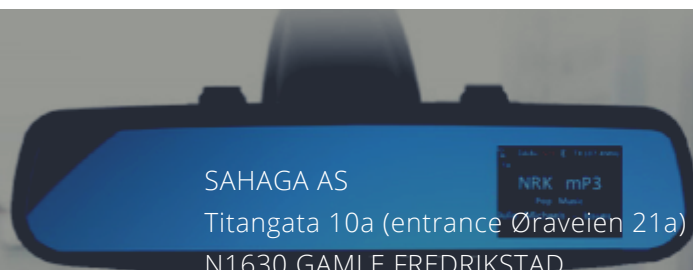 SAHAGA AS
NRK mP3
Pop Music
Titangata 10a (entrance Øraveien 21a)
N1630 GAMLE FREDRIKSTAD